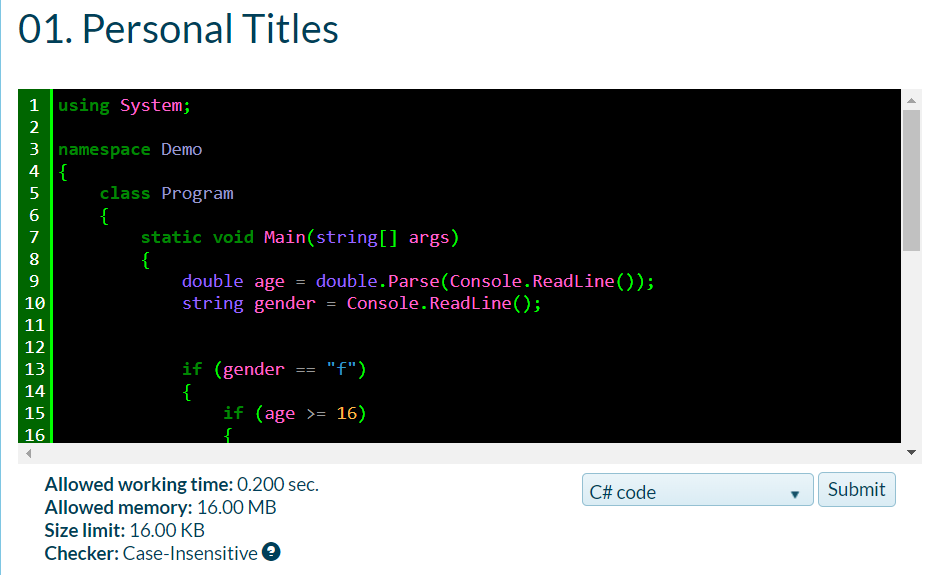 01. Personal Titles
1 using System;
2
3 namespace Demo
4 {
5 class Program
6 {
7 static void Main(string[] args)
8 {
9 double age = double.Parse(Console.ReadLine());
10 string gender = Console.ReadLine();
11
12
13 if (gender == "f")
14 {
15 if (age >= 16)
16 {
Allowed working time: 0.200 sec.
Allowed memory: 16.00 MB
Size limit: 16.00 KB
Checker: Case-Insensitive ?
C# code
Submit